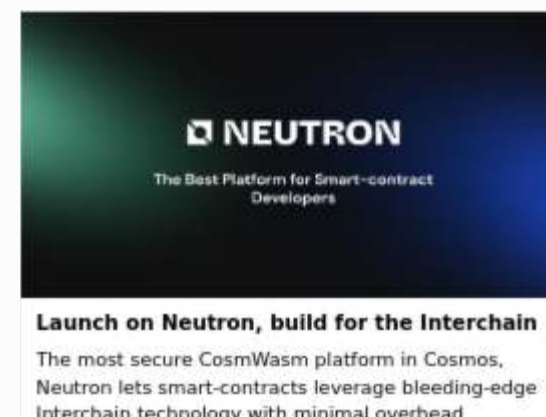 NEUTRON
The Best Platform for Smart-contract
Developers
Launch on Neutron, build for the Interchain
The most secure CosmWasm platform in Cosmos,
Neutron lets smart-contracts leverage bleeding-edge
Interchain technology with minimal overhead